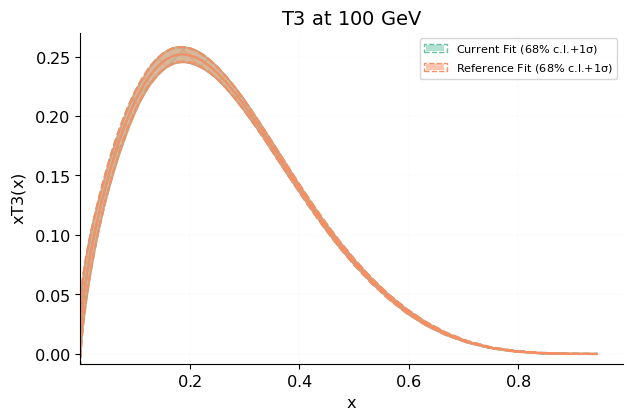 T3 at 100 GeV
Current Fit (68% c.l.+1σ)
Reference Fit (68% c.l.+1σ)
xT3(x)
0.25
0.20
0.15
0.10
0.05
0.00
0.2 0.4 0.6 0.8
x